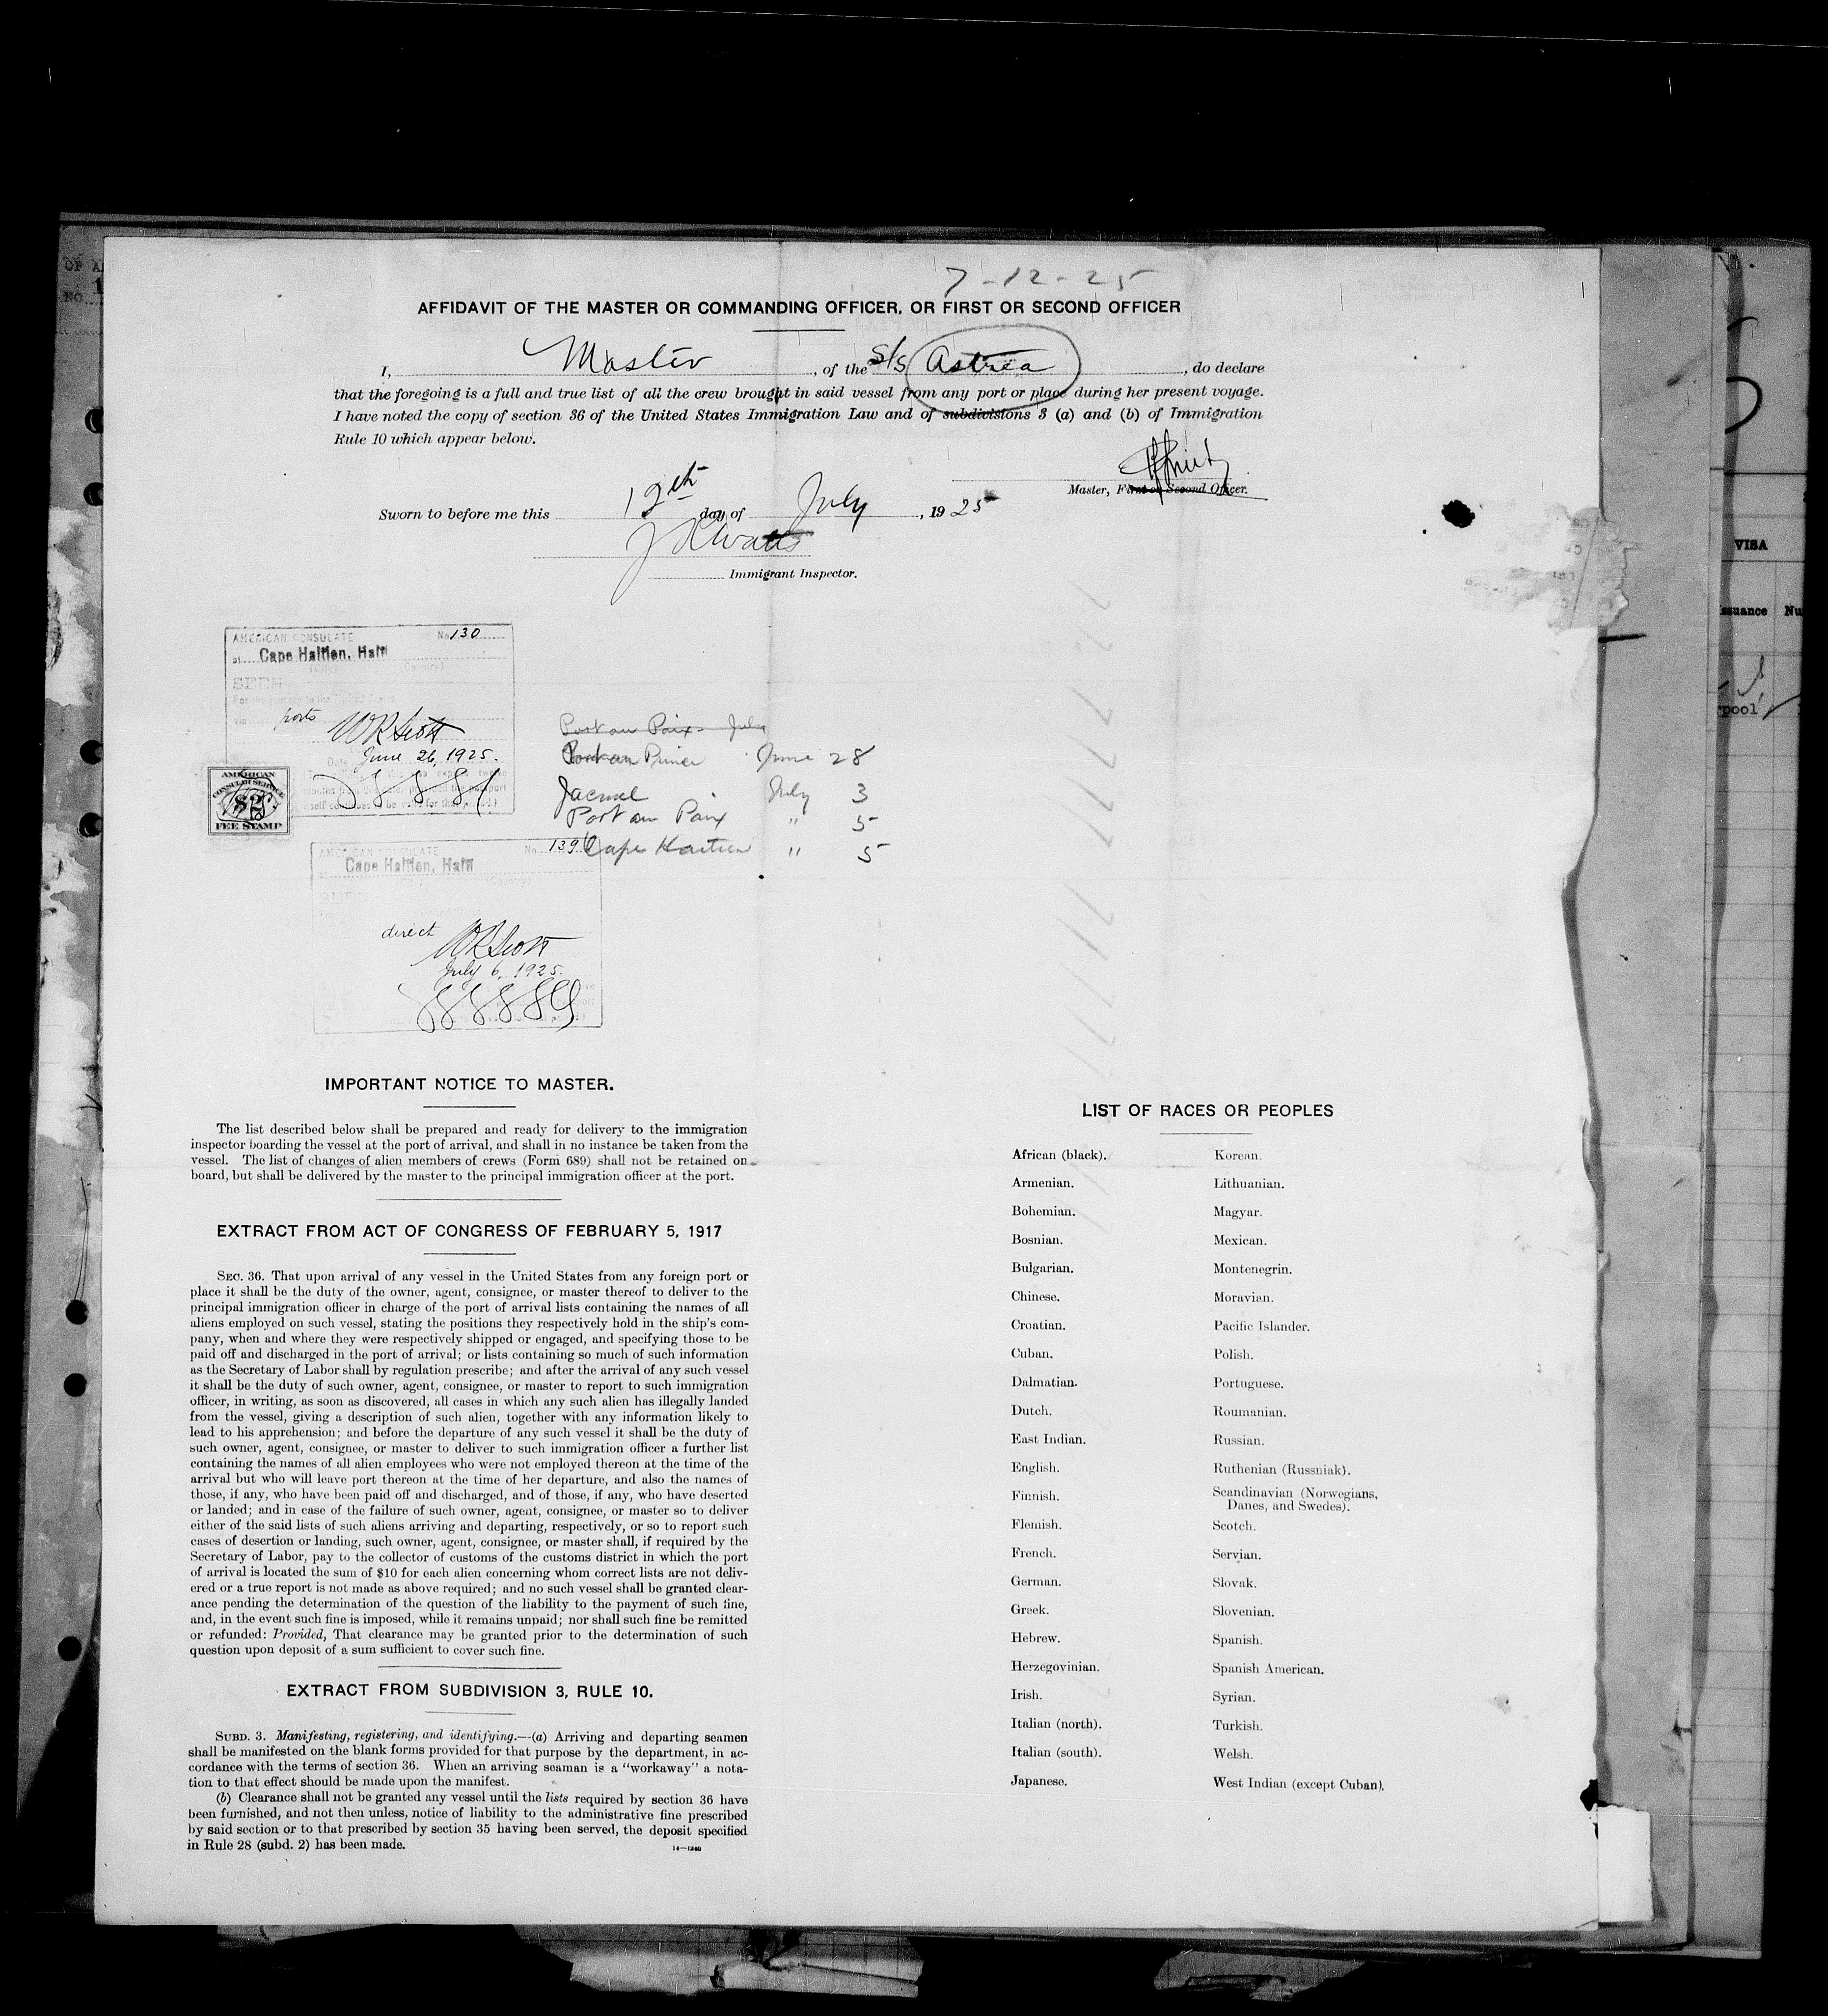 7-12-25
AFFIDAVIT OF THE MASTER OR COMMANDING OFFICER, OR FIRST OR SECOND OFFICER
I, Master, of the S/S Astrea, do declare
that the foregoing is a full and true list of all the crew brought in said vessel from any port or place during her present voyage.
I have noted the copy of section 36 of the United States Immigration Law and of subdivisions 3 (a) and (b) of Immigration
Rule 10 which appear below.
Master, First or Second Officer.
Sworn to before me this 12th day of July, 1925
Immigrant Inspector.
AMERICAN CONSULATE No. 130
at Cape Haitien, Haiti
(City) (Country)
SEEN
ports
WR Scott
June 26, 1925.
AMERICAN
CONSULAR SERVICE
$2
FEE STAMP
Port au Paix - July
Port au Prince June 28
Jacmel July 3
Port au Paix " 5
Cape Haitien " 5
AMERICAN CONSULATE No. 139
at Cape Haitien, Haiti
(City) (Country)
direct
WR Scott
July 6, 1925.
IMPORTANT NOTICE TO MASTER.
The list described below shall be prepared and ready for delivery to the immigration
inspector boarding the vessel at the port of arrival, and shall in no instance be taken from the
vessel. The list of changes of alien members of crews (Form 689) shall not be retained on
board, but shall be delivered by the master to the principal immigration officer at the port.
EXTRACT FROM ACT OF CONGRESS OF FEBRUARY 5, 1917
SEC. 36. That upon arrival of any vessel in the United States from any foreign port or
place it shall be the duty of the owner, agent, consignee, or master thereof to deliver to the
principal immigration officer in charge of the port of arrival lists containing the names of all
aliens employed on such vessel, stating the positions they respectively hold in the ship's com-
pany, when and where they were respectively shipped or engaged, and specifying those to be
paid off and discharged in the port of arrival; or lists containing so much of such information
as the Secretary of Labor shall by regulation prescribe; and after the arrival of any such vessel
it shall be the duty of such owner, agent, consignee, or master to report to such immigration
officer, in writing, as soon as discovered, all cases in which any such alien has illegally landed
from the vessel, giving a description of such alien, together with any information likely to
lead to his apprehension; and before the departure of any such vessel it shall be the duty of
such owner, agent, consignee, or master to deliver to such immigration officer a further list
containing the names of all alien employees who were not employed thereon at the time of the
arrival but who will leave port thereon at the time of her departure, and also the names of
those, if any, who have been paid off and discharged, and of those, if any, who have deserted
or landed; and in case of the failure of such owner, agent, consignee, or master so to deliver
either of the said lists of such aliens arriving and departing, respectively, or so to report such
cases of desertion or landing, such owner, agent, consignee, or master shall, if required by the
Secretary of Labor, pay to the collector of customs of the customs district in which the port
of arrival is located the sum of $10 for each alien concerning whom correct lists are not deliv-
ered or a true report is not made as above required; and no such vessel shall be granted clear-
ance pending the determination of the question of the liability to the payment of such fine,
and, in the event such fine is imposed, while it remains unpaid; nor shall such fine be remitted
or refunded: Provided, That clearance may be granted prior to the determination of such
question upon deposit of a sum sufficient to cover such fine.
EXTRACT FROM SUBDIVISION 3, RULE 10.
SUBD. 3. Manifesting, registering, and identifying.—(a) Arriving and departing seamen
shall be manifested on the blank forms provided for that purpose by the department, in ac-
cordance with the terms of section 36. When an arriving seaman is a "workaway" a nota-
tion to that effect should be made upon the manifest.
(b) Clearance shall not be granted any vessel until the lists required by section 36 have
been furnished, and not then unless, notice of liability to the administrative fine prescribed
by said section or to that prescribed by section 35 having been served, the deposit specified
in Rule 28 (subd. 2) has been made.
14—1240
LIST OF RACES OR PEOPLES
African (black). Korean.
Armenian. Lithuanian.
Bohemian. Magyar.
Bosnian. Mexican.
Bulgarian. Montenegrin.
Chinese. Moravian.
Croatian. Pacific Islander.
Cuban. Polish.
Dalmatian. Portuguese.
Dutch. Roumanian.
East Indian. Russian.
English. Ruthenian (Russniak).
Finnish. Scandinavian (Norwegians,
Danes, and Swedes).
Flemish. Scotch.
French. Servian.
German. Slovak.
Greek. Slovenian.
Hebrew. Spanish.
Herzegovinian. Spanish American.
Irish. Syrian.
Italian (north). Turkish.
Italian (south). Welsh.
Japanese. West Indian (except Cuban).
VISA